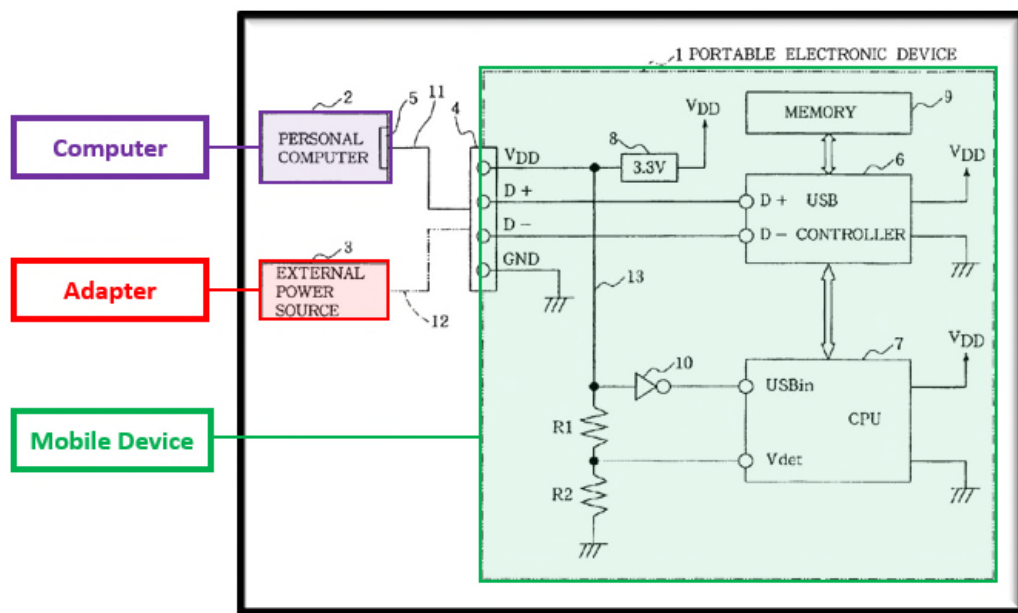 1 PORTABLE ELECTRONIC DEVICE
2
5
11
4
Computer
PERSONAL
COMPUTER
VDD
8
3.3V
VDD
MEMORY
9
6
VDD
D+
D+ USB
D-
D- CONTROLLER
GND
3
Adapter
EXTERNAL
POWER
SOURCE
12
13
10
7
VDD
USBin
CPU
Mobile Device
R1
Vdet
R2